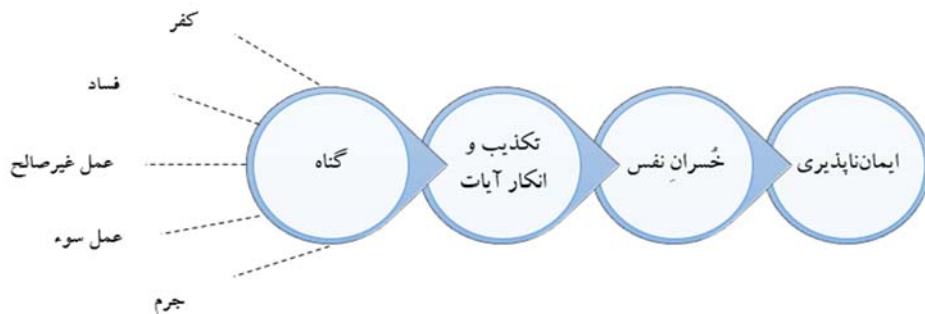 کفر
فساد
عمل غیرصالح
عمل سوء
جرم
گناه
تکذیب و
انکار آیات
خُسرانِ نفس
ایمان‌ناپذیری